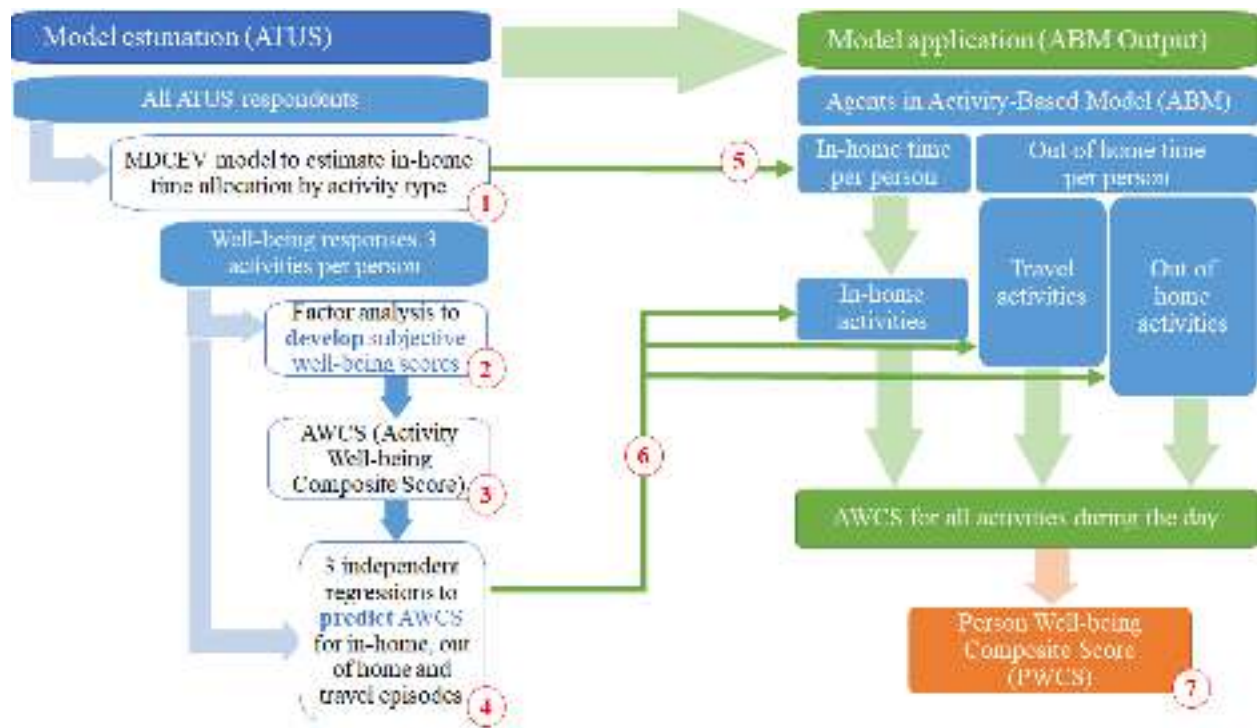 Model estimation (ATUS)
All ATUS respondents
MDCEV model to estimate in-home
time allocation by activity type
1
Well-being responses 3
activities per person
Factor analysis to
develop subjective
well-being scores
2
AWCS (Activity
Well-being
Composite Score)
3
3 independent
regressions to
predict AWCS
for in-home, out
of home and
travel episodes
4
5
6
Model application (ABM Output)
Agents in Activity-Based Model (ABM)
In-home time
per person
Out of home time
per person
In-home
activities
Travel
activities
Out of
home
activities
AWCS for all activities during the day
Person Well-being
Composite Score
(PWCS)
7